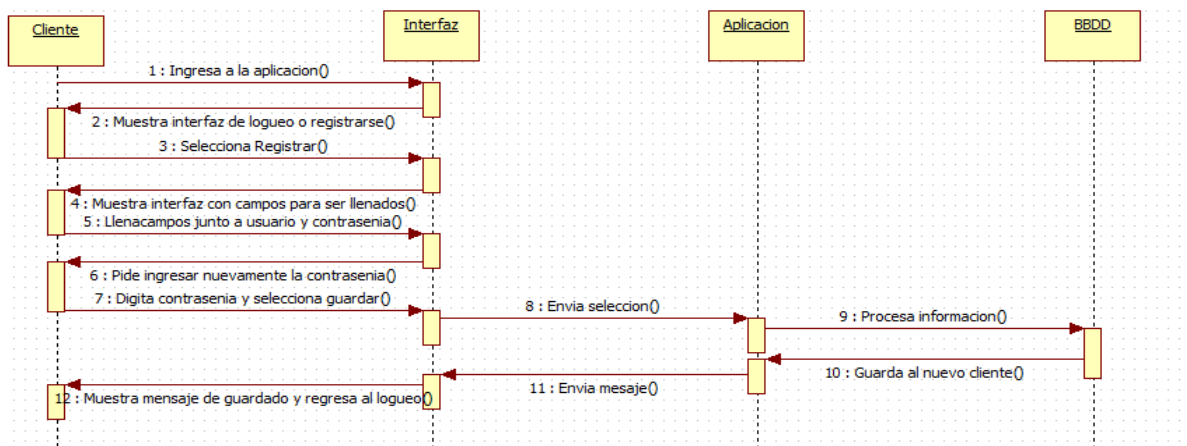 Cliente
Interfaz
Aplicacion
BBDD
1 : Ingresa a la aplicacion()
2 : Muestra interfaz de logueo o registrarse()
3 : Selecciona Registrar()
4 : Muestra interfaz con campos para ser llenados()
5 : Llenacampos junto a usuario y contrasenia()
6 : Pide ingresar nuevamente la contrasenia()
7 : Digita contrasenia y selecciona guardar()
8 : Envia seleccion()
9 : Procesa informacion()
10 : Guarda al nuevo cliente()
11 : Envia mesaje()
12 : Muestra mensaje de guardado y regresa al logueo()